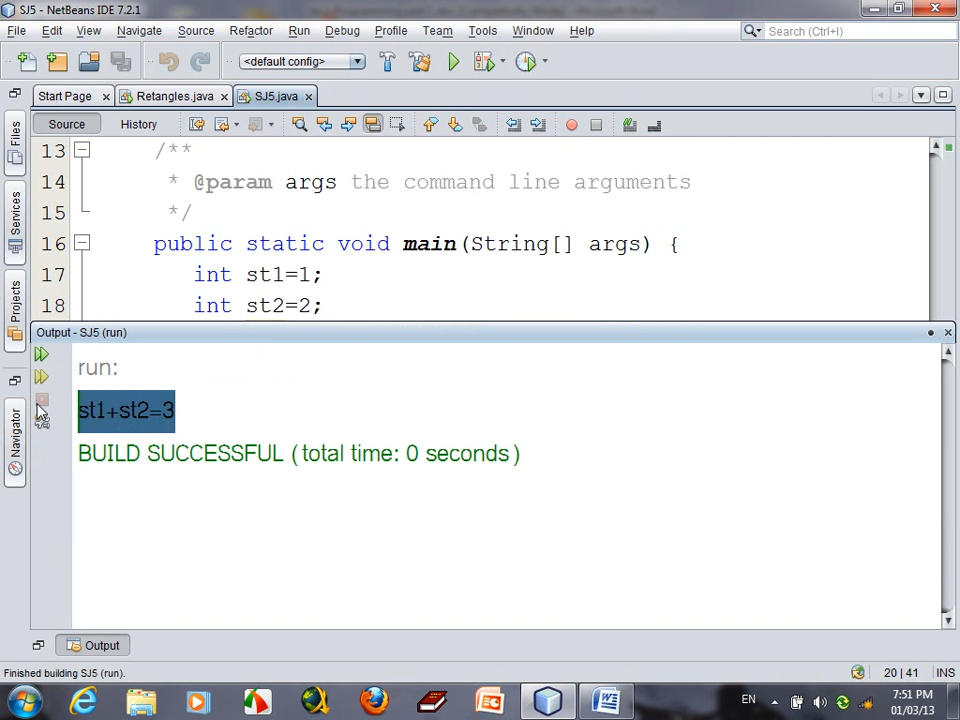 SJ5 - NetBeans IDE 7.2.1
File Edit View Navigate Source Refactor Run Debug Profile Team Tools Window Help
Search (Ctrl+I)
<default config>
Start Page Retangles.java SJ5.java
Source History
Files
Services
Projects
Navigator
13 /**
14 * @param args the command line arguments
15 */
16 public static void main(String[] args) {
17 int st1=1;
18 int st2=2;
Output - SJ5 (run)
run:
st1+st2=3
BUILD SUCCESSFUL (total time: 0 seconds)
Output
Finished building SJ5 (run).
20 | 41 INS
EN
7:51 PM
01/03/13